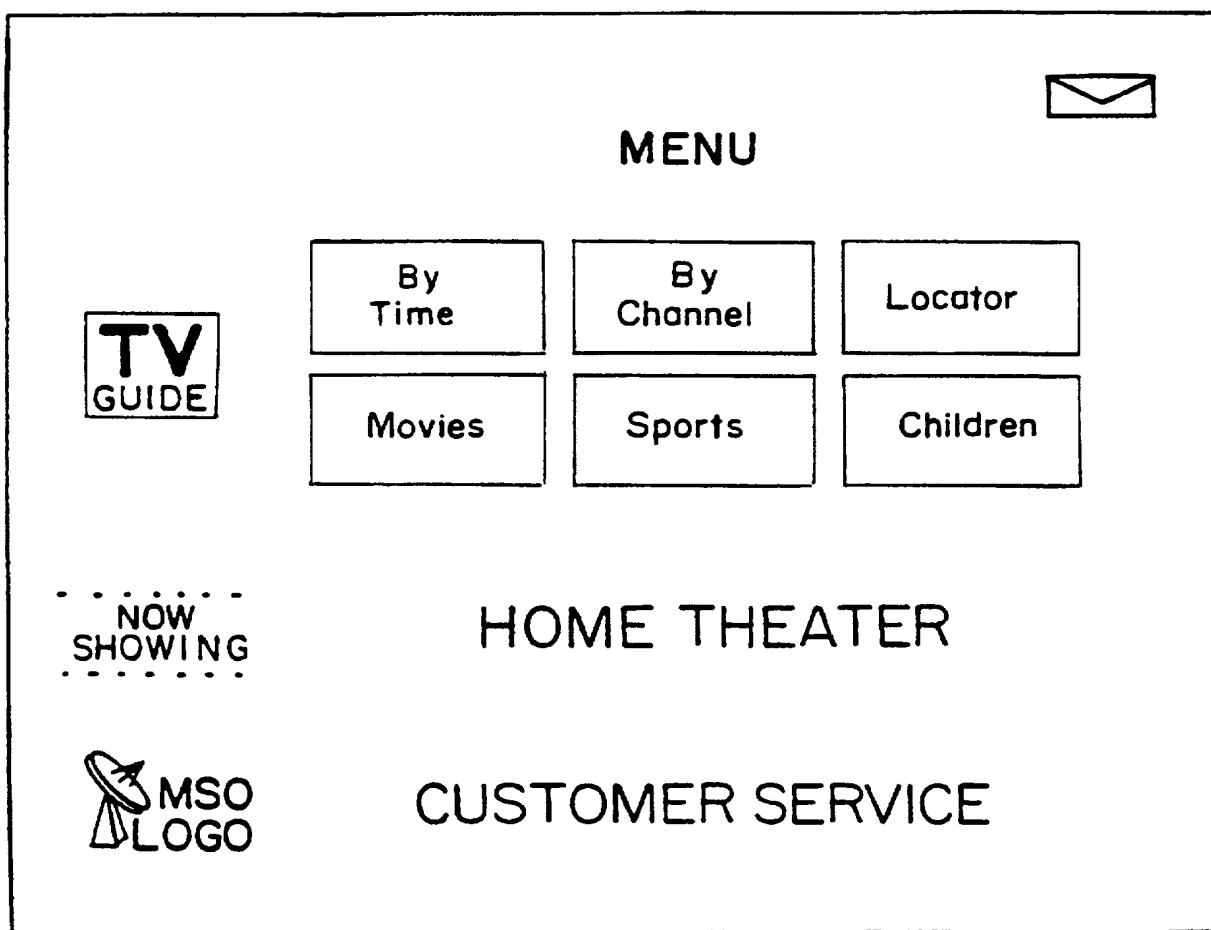 MENU
By
Time
By
Channel
Locator
TV
GUIDE
Movies
Sports
Children
NOW
SHOWING
HOME THEATER
MSO
LOGO
CUSTOMER SERVICE